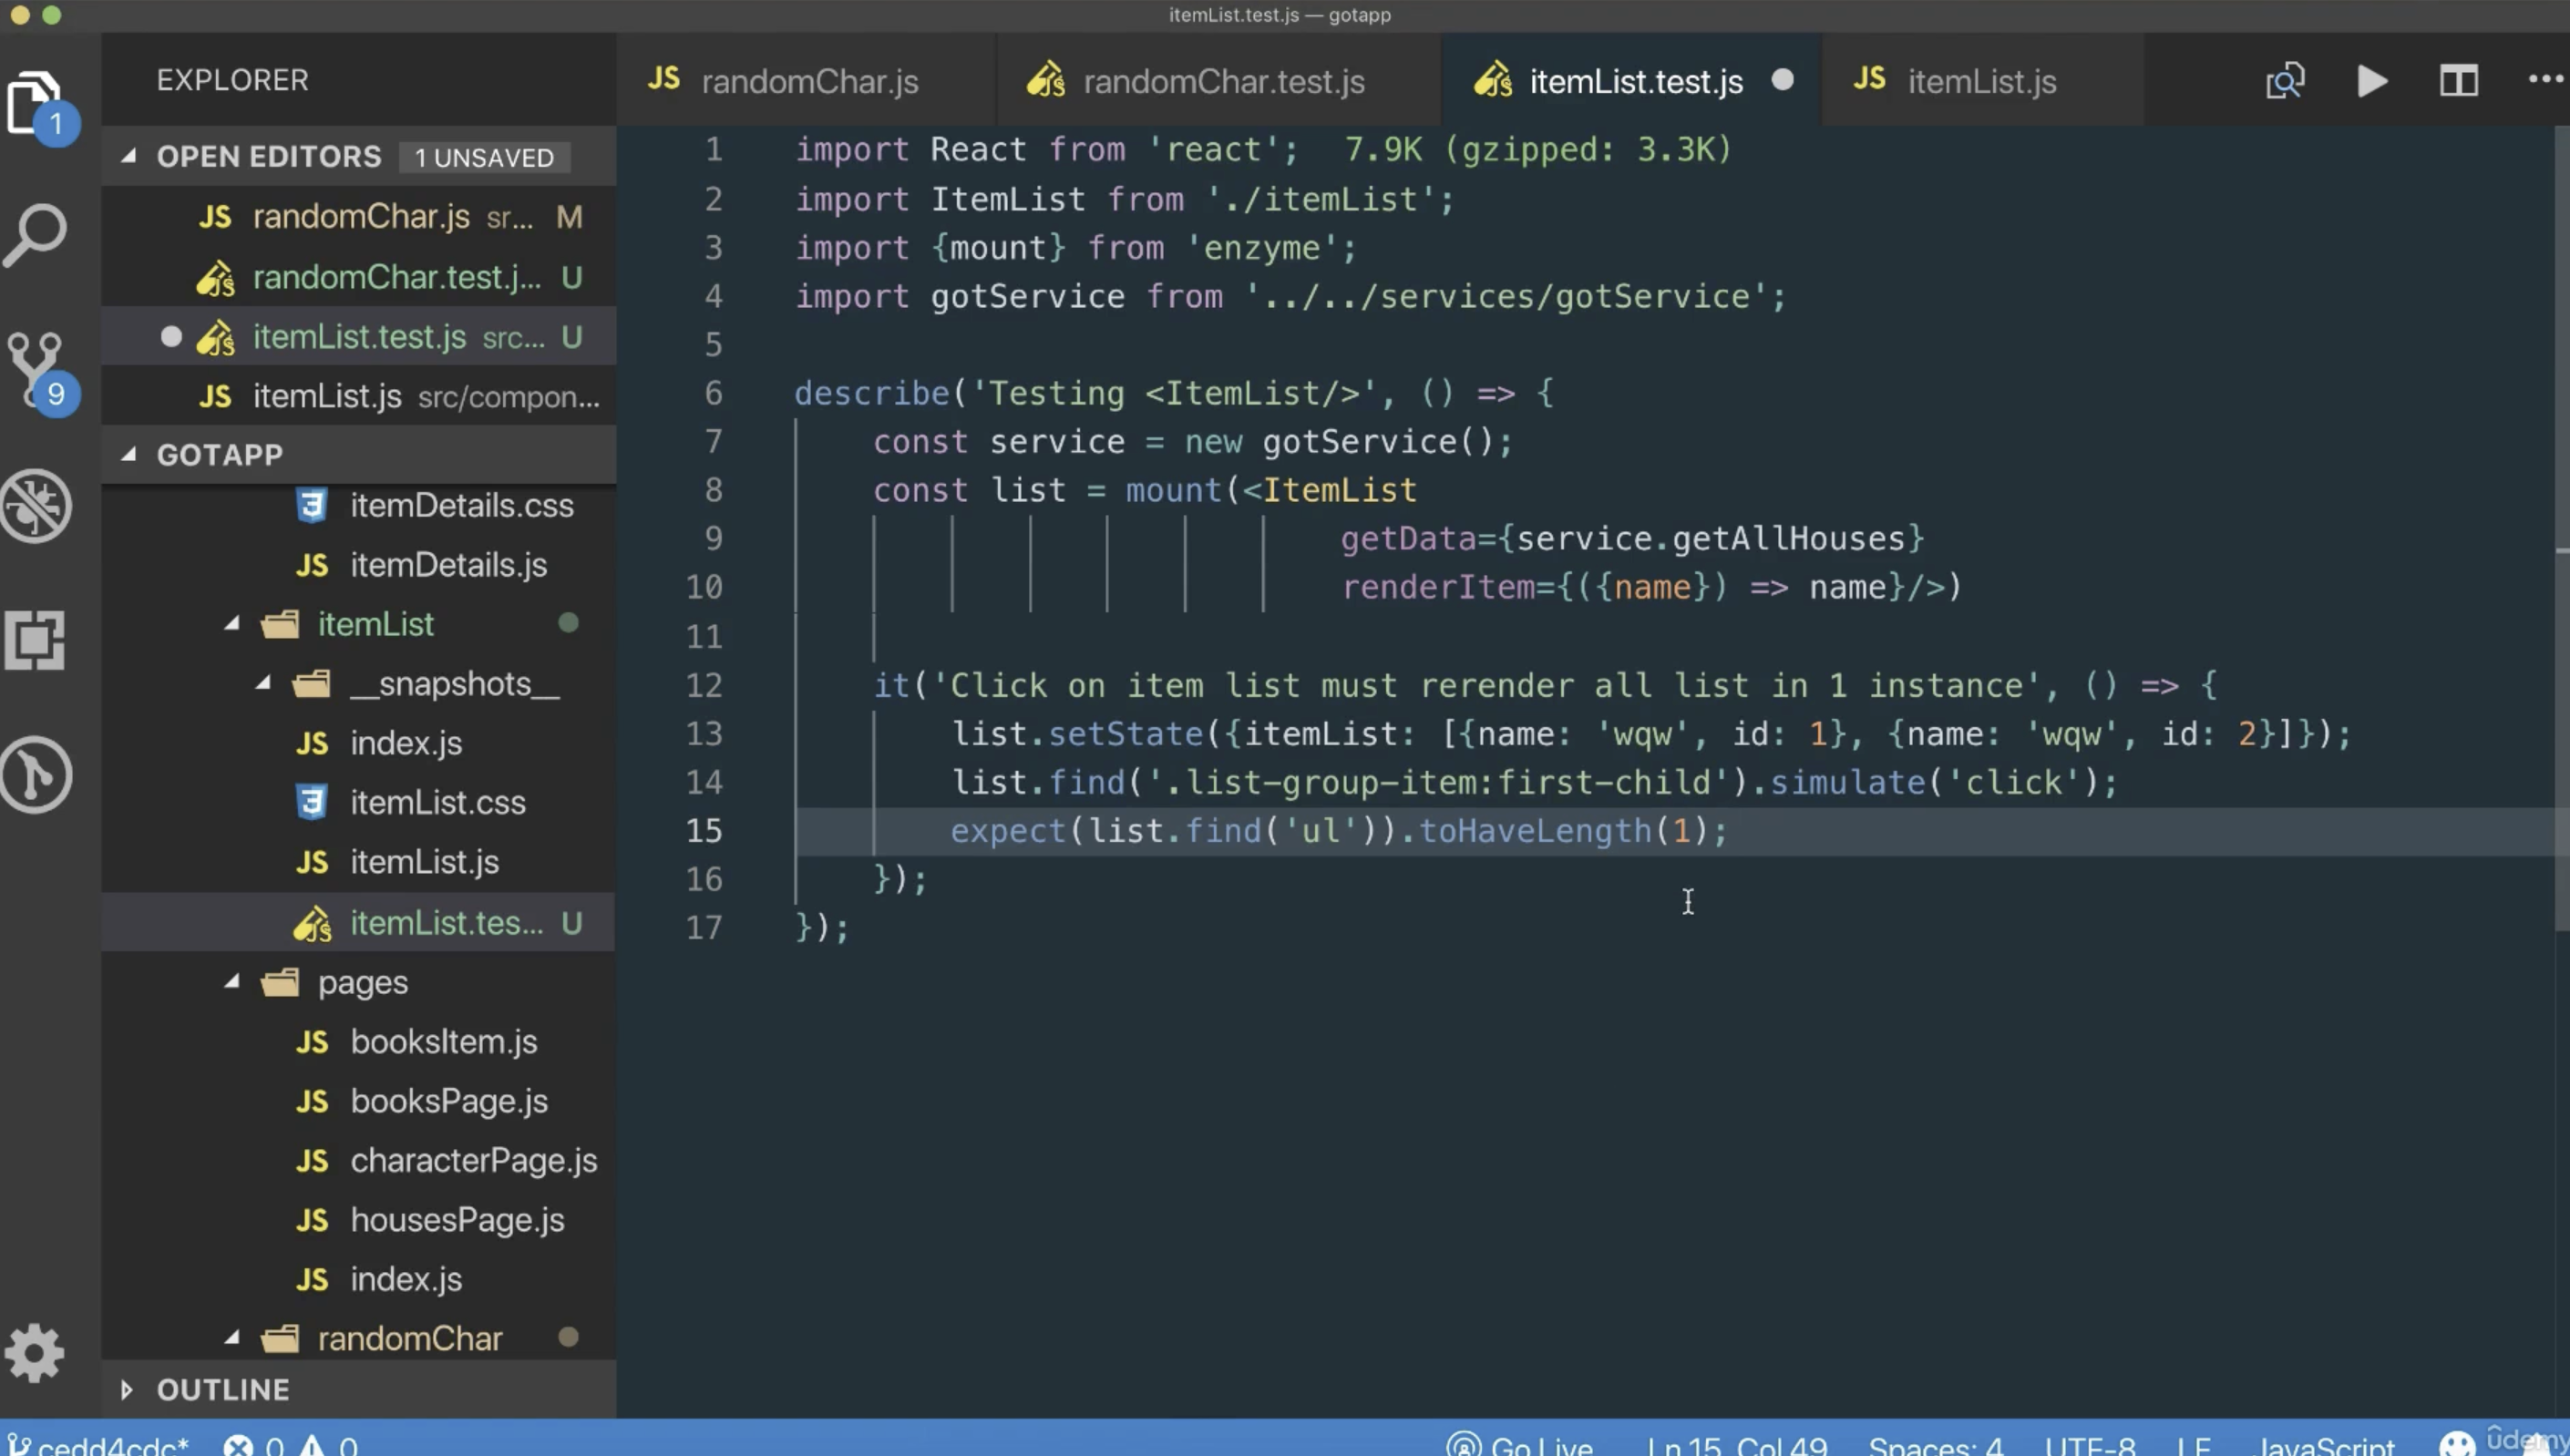 itemList.test.js — gotapp
EXPLORER
1
OPEN EDITORS 1 UNSAVED
JS randomChar.js sr... M
randomChar.test.j... U
itemList.test.js src... U
9
JS itemList.js src/compon...
GOTAPP
itemDetails.css
JS itemDetails.js
itemList
__snapshots__
JS index.js
itemList.css
JS itemList.js
itemList.tes... U
pages
JS booksItem.js
JS booksPage.js
JS characterPage.js
JS housesPage.js
JS index.js
randomChar
OUTLINE
JS randomChar.js
randomChar.test.js
itemList.test.js
JS itemList.js
1 import React from 'react'; 7.9K (gzipped: 3.3K)
2 import ItemList from './itemList';
3 import {mount} from 'enzyme';
4 import gotService from '../../services/gotService';
5
6 describe('Testing <ItemList/>', () => {
7 const service = new gotService();
8 const list = mount(<ItemList
9 getData={service.getAllHouses}
10 renderItem={({name}) => name}/>)
11
12 it('Click on item list must rerender all list in 1 instance', () => {
13 list.setState({itemList: [{name: 'wqw', id: 1}, {name: 'wqw', id: 2}]});
14 list.find('.list-group-item:first-child').simulate('click');
15 expect(list.find('ul')).toHaveLength(1);
16 });
17 });
cedd4cdc* 0 0 Go Live Ln 15, Col 49 Spaces: 4 UTF-8 LF JavaScript
ûdemy